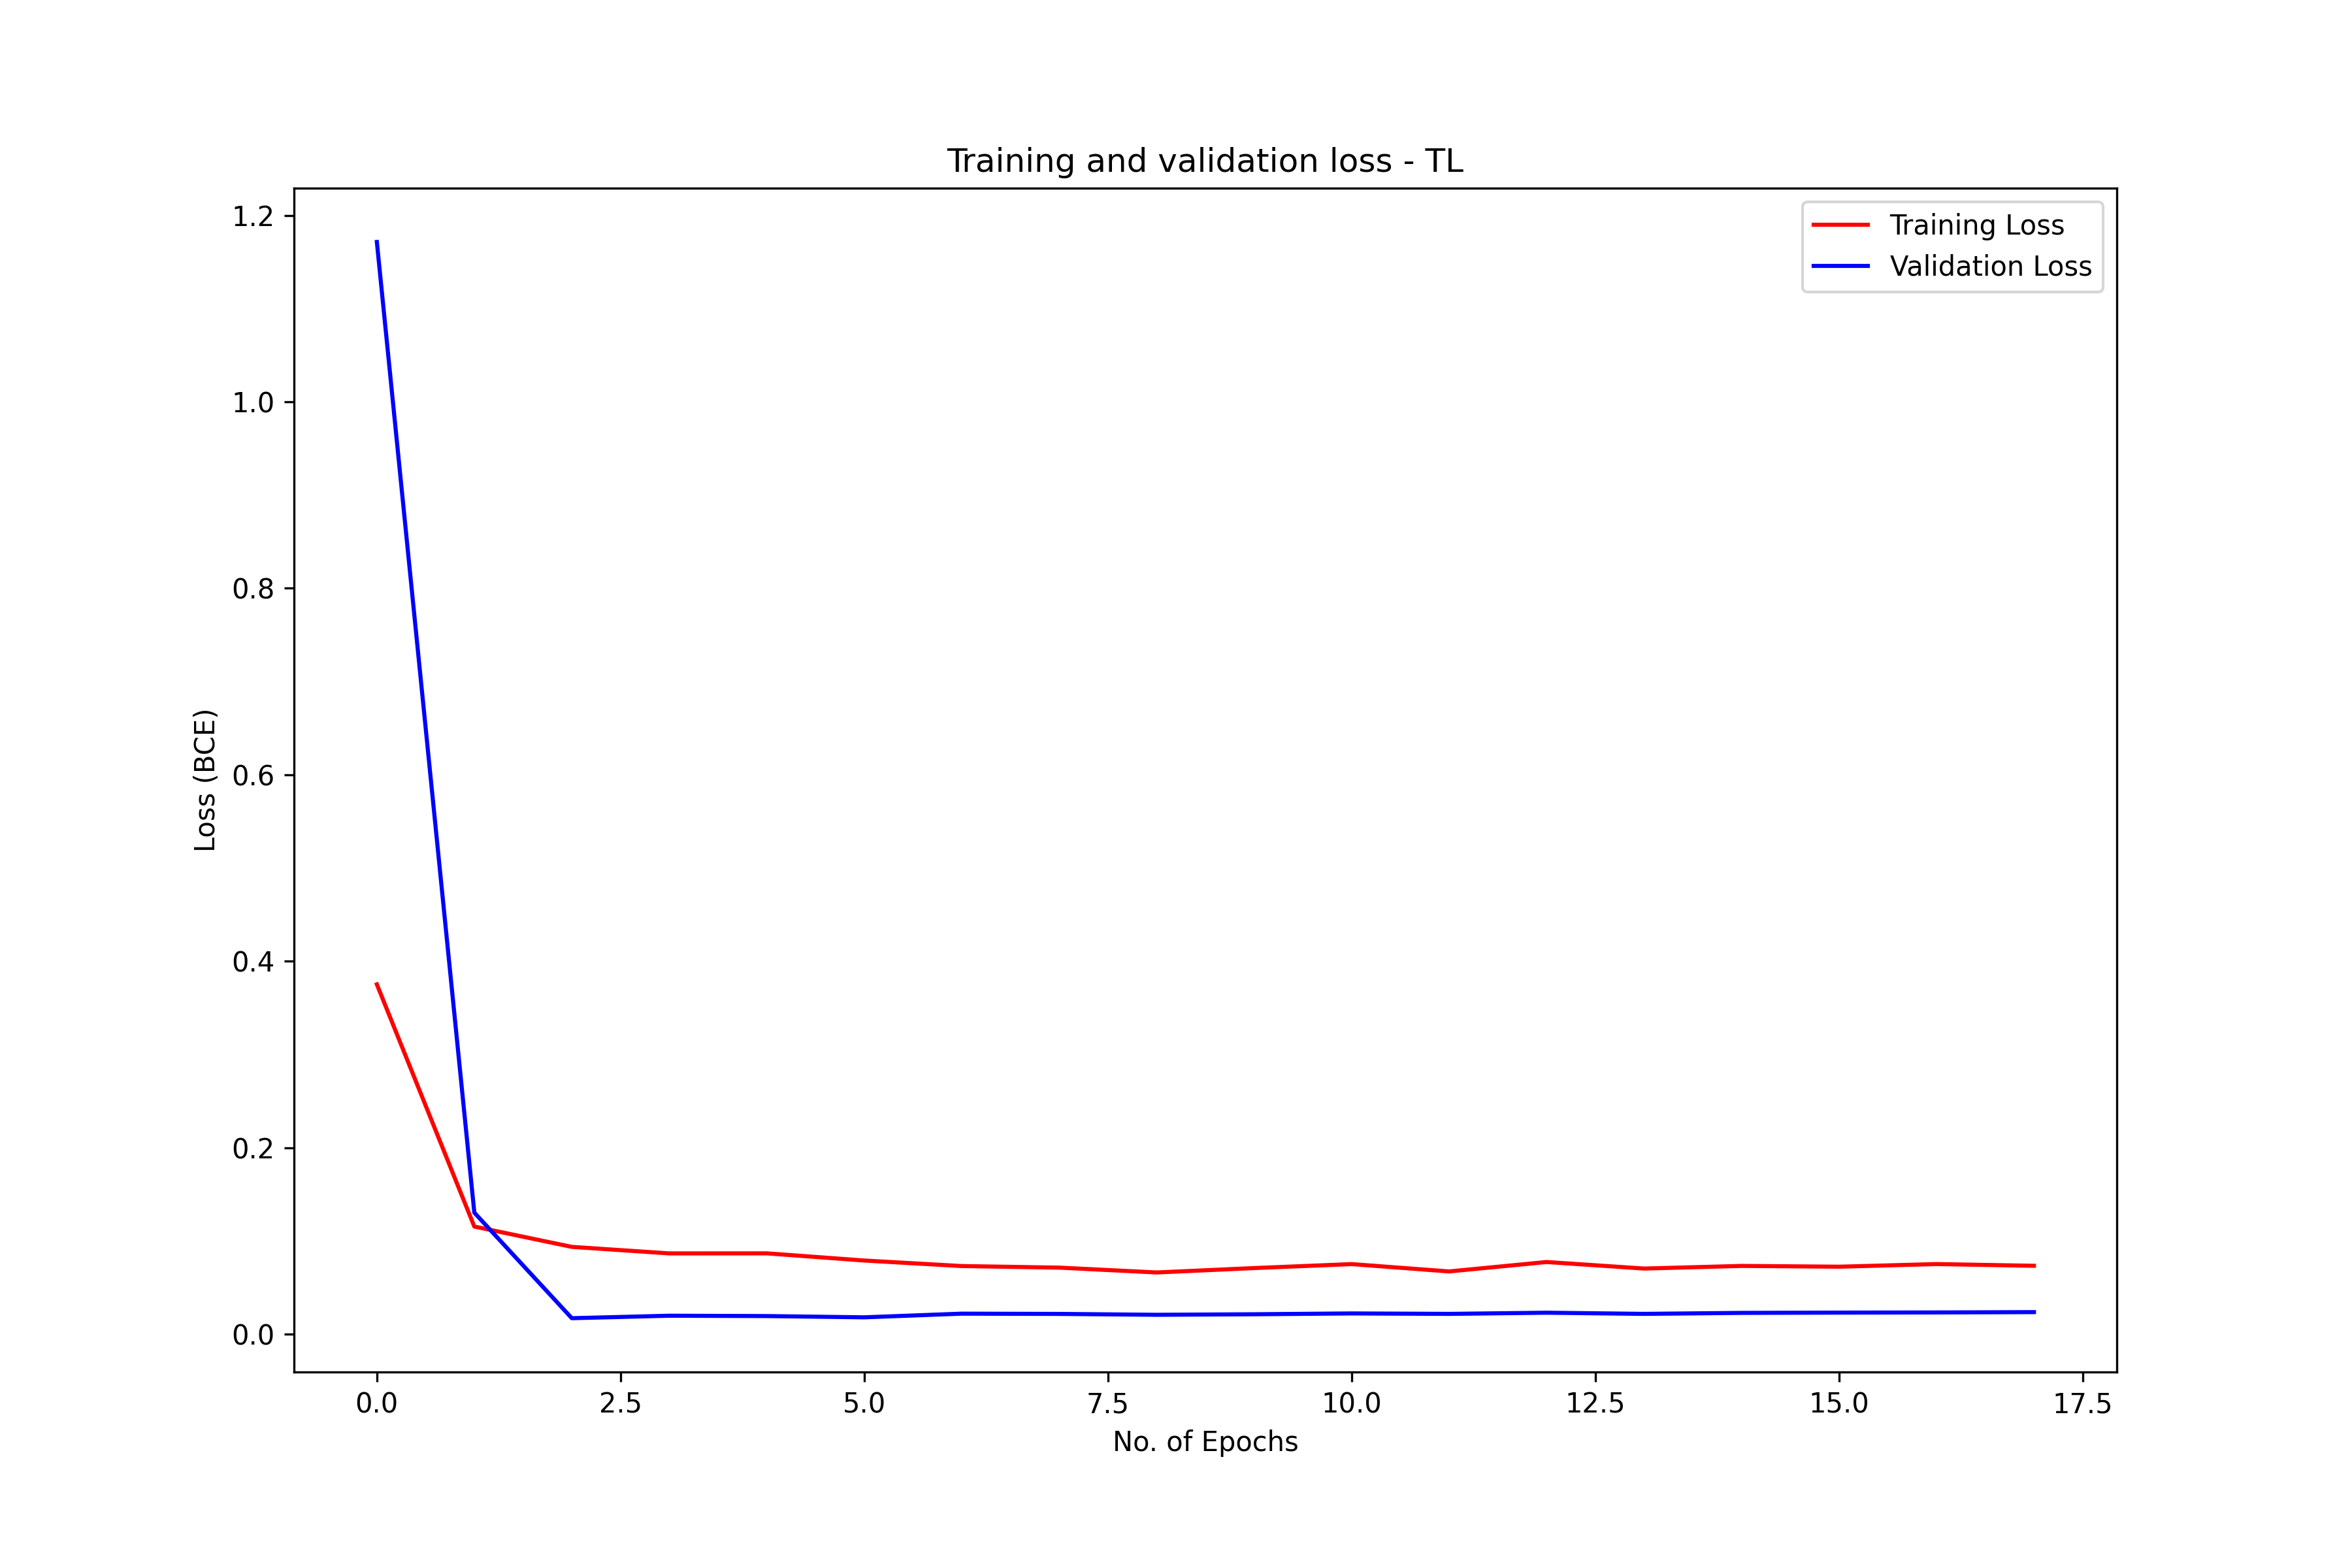 Training and validation loss - TL
Training Loss
Validation Loss
1.2
1.0
0.8
0.6
0.4
0.2
0.0
Loss (BCE)
0.0 2.5 5.0 7.5 10.0 12.5 15.0 17.5
No. of Epochs